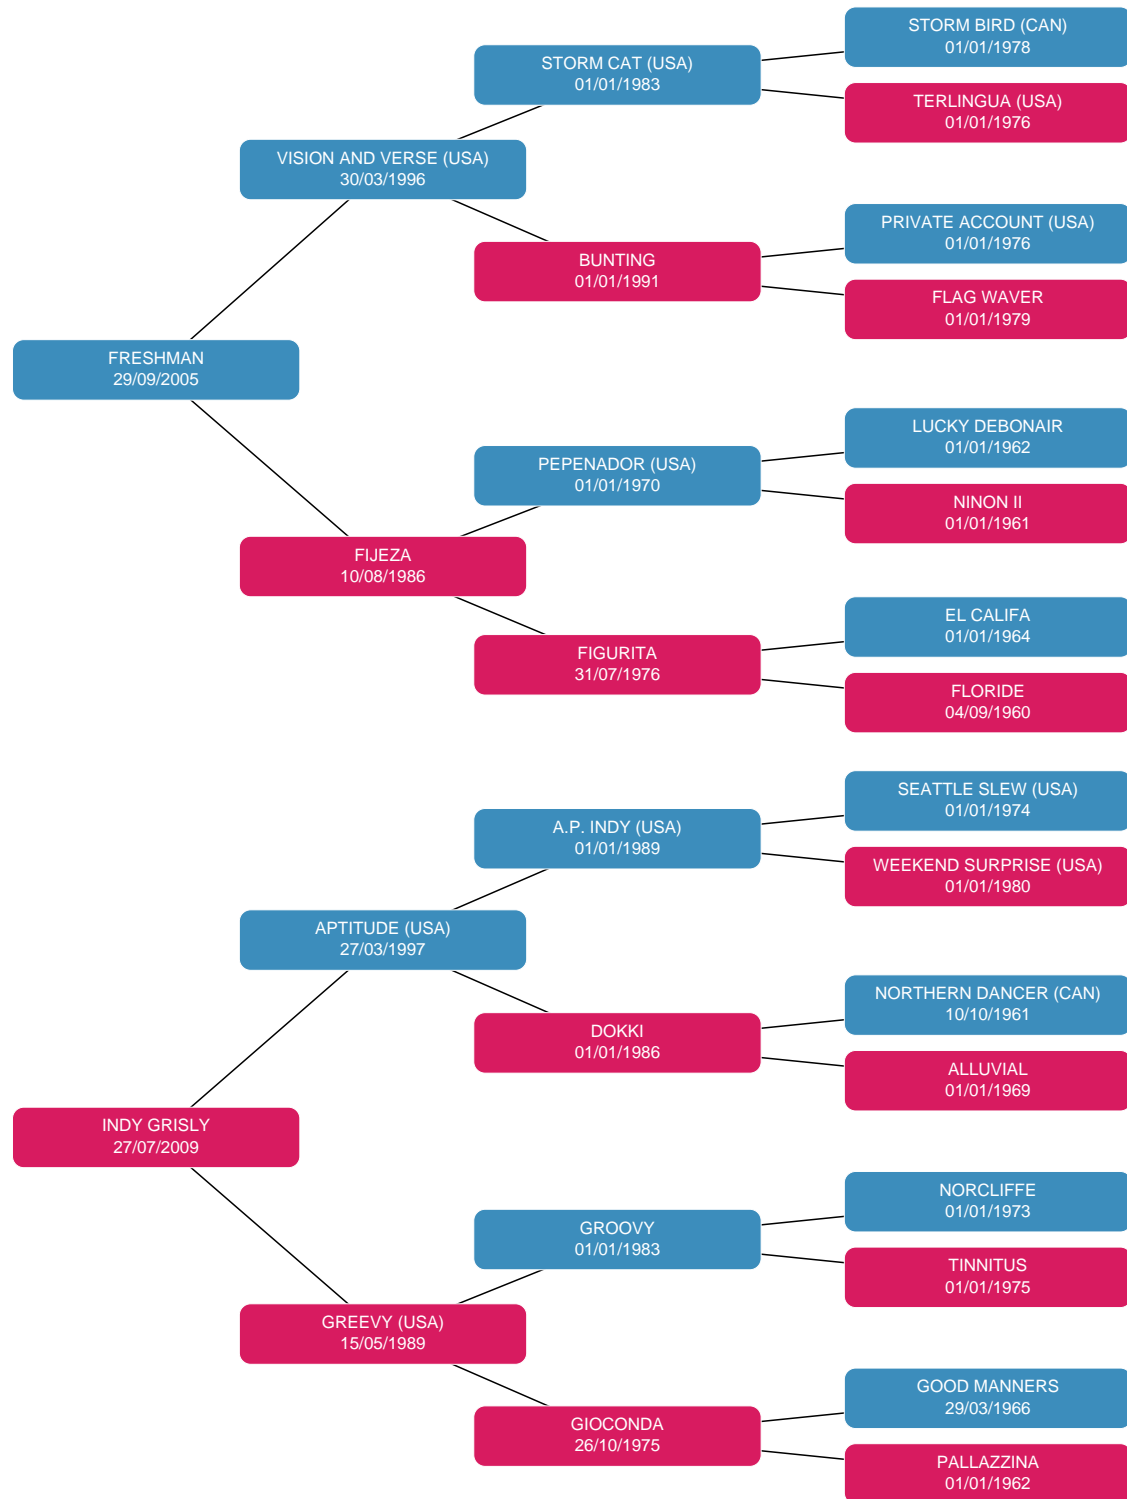 STORM BIRD (CAN)
01/01/1978
STORM CAT (USA)
01/01/1983
TERLINGUA (USA)
01/01/1976
VISION AND VERSE (USA)
30/03/1996
PRIVATE ACCOUNT (USA)
01/01/1976
BUNTING
01/01/1991
FLAG WAVER
01/01/1979
FRESHMAN
29/09/2005
LUCKY DEBONAIR
01/01/1962
PEPENADOR (USA)
01/01/1970
NINON II
01/01/1961
FIJEZA
10/08/1986
EL CALIFA
01/01/1964
FIGURITA
31/07/1976
FLORIDE
04/09/1960
SEATTLE SLEW (USA)
01/01/1974
A.P. INDY (USA)
01/01/1989
WEEKEND SURPRISE (USA)
01/01/1980
APTITUDE (USA)
27/03/1997
NORTHERN DANCER (CAN)
10/10/1961
DOKKI
01/01/1986
ALLUVIAL
01/01/1969
INDY GRISLY
27/07/2009
NORCLIFFE
01/01/1973
GROOVY
01/01/1983
TINNITUS
01/01/1975
GREEVY (USA)
15/05/1989
GOOD MANNERS
29/03/1966
GIOCONDA
26/10/1975
PALLAZZINA
01/01/1962